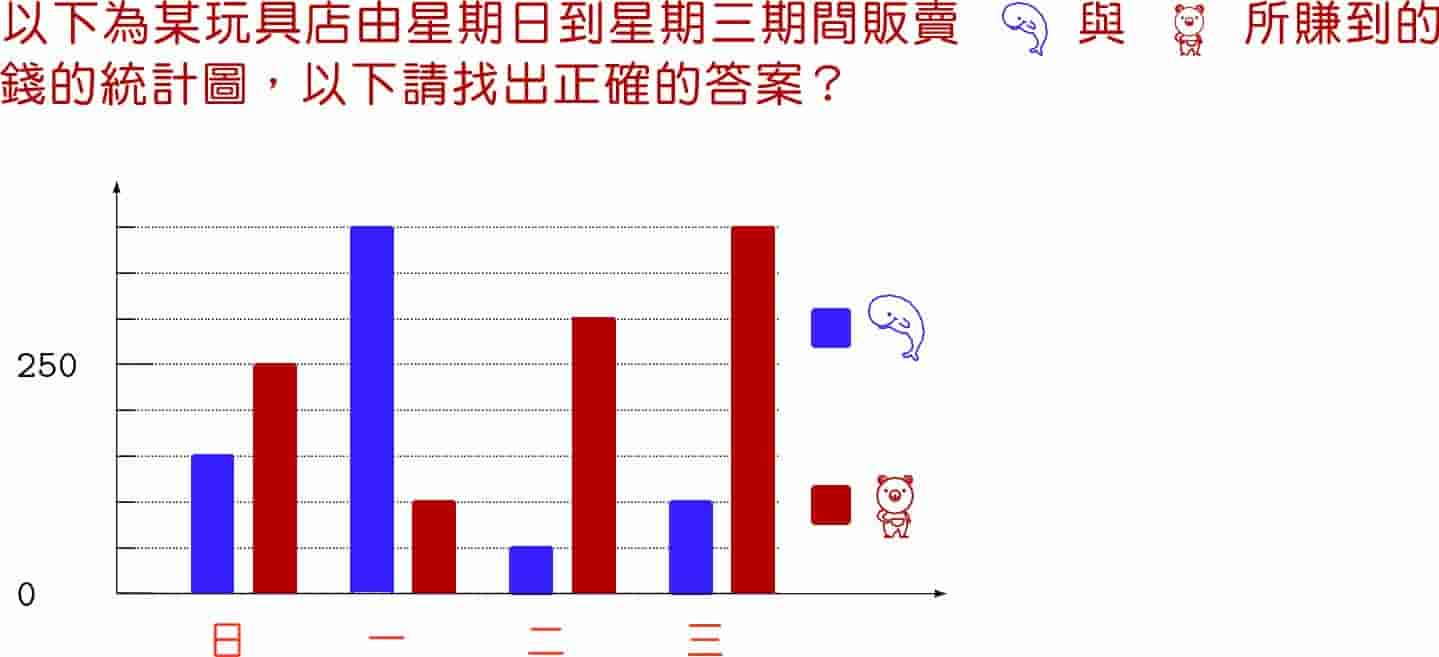 以下為某玩具店由星期日到星期三期間販賣 與 所賺到的
錢的統計圖，以下請找出正確的答案？
250
0
日 一 二 三